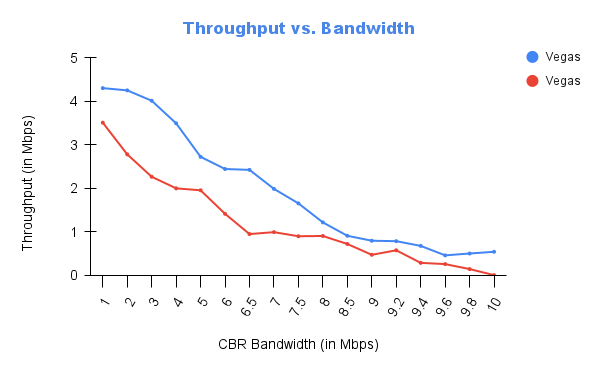 Throughput vs. Bandwidth
Vegas
Vegas
Throughput (in Mbps)
5
4
3
2
1
0
1 2 3 4 5 6 6.5 7 7.5 8 8.5 9 9.2 9.4 9.6 9.8 10
CBR Bandwidth (in Mbps)